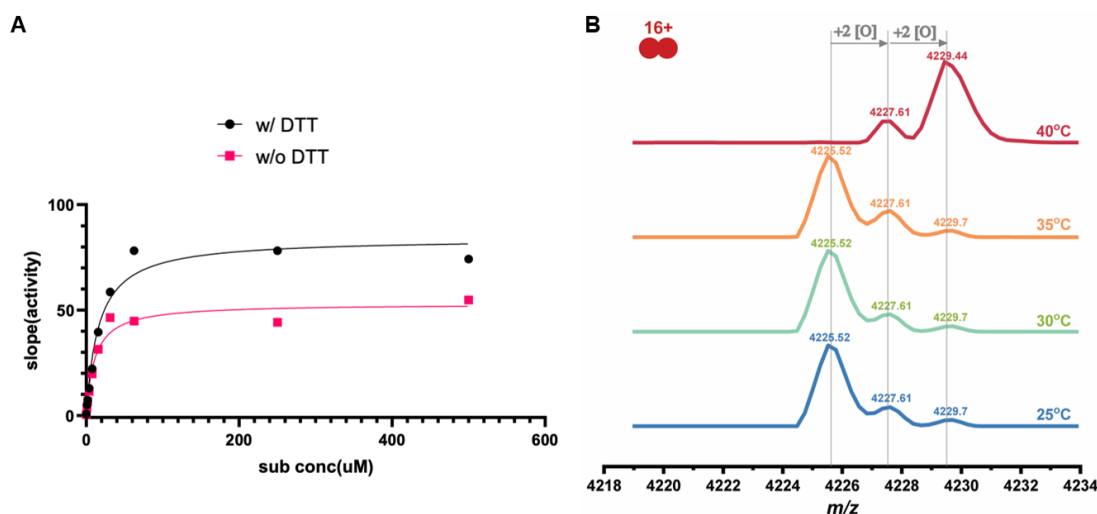 A
w/ DTT
w/o DTT
100
50
0
slope(activity)
0
200
400
600
sub conc(uM)
B
16+
+2 [O]
+2 [O]
4229.44
4227.61
40°C
4225.52
4227.61
4229.7
35°C
4225.52
4227.61
4229.7
30°C
4225.52
4227.61
4229.7
25°C
4218
4220
4222
4224
4226
4228
4230
4232
4234
m/z